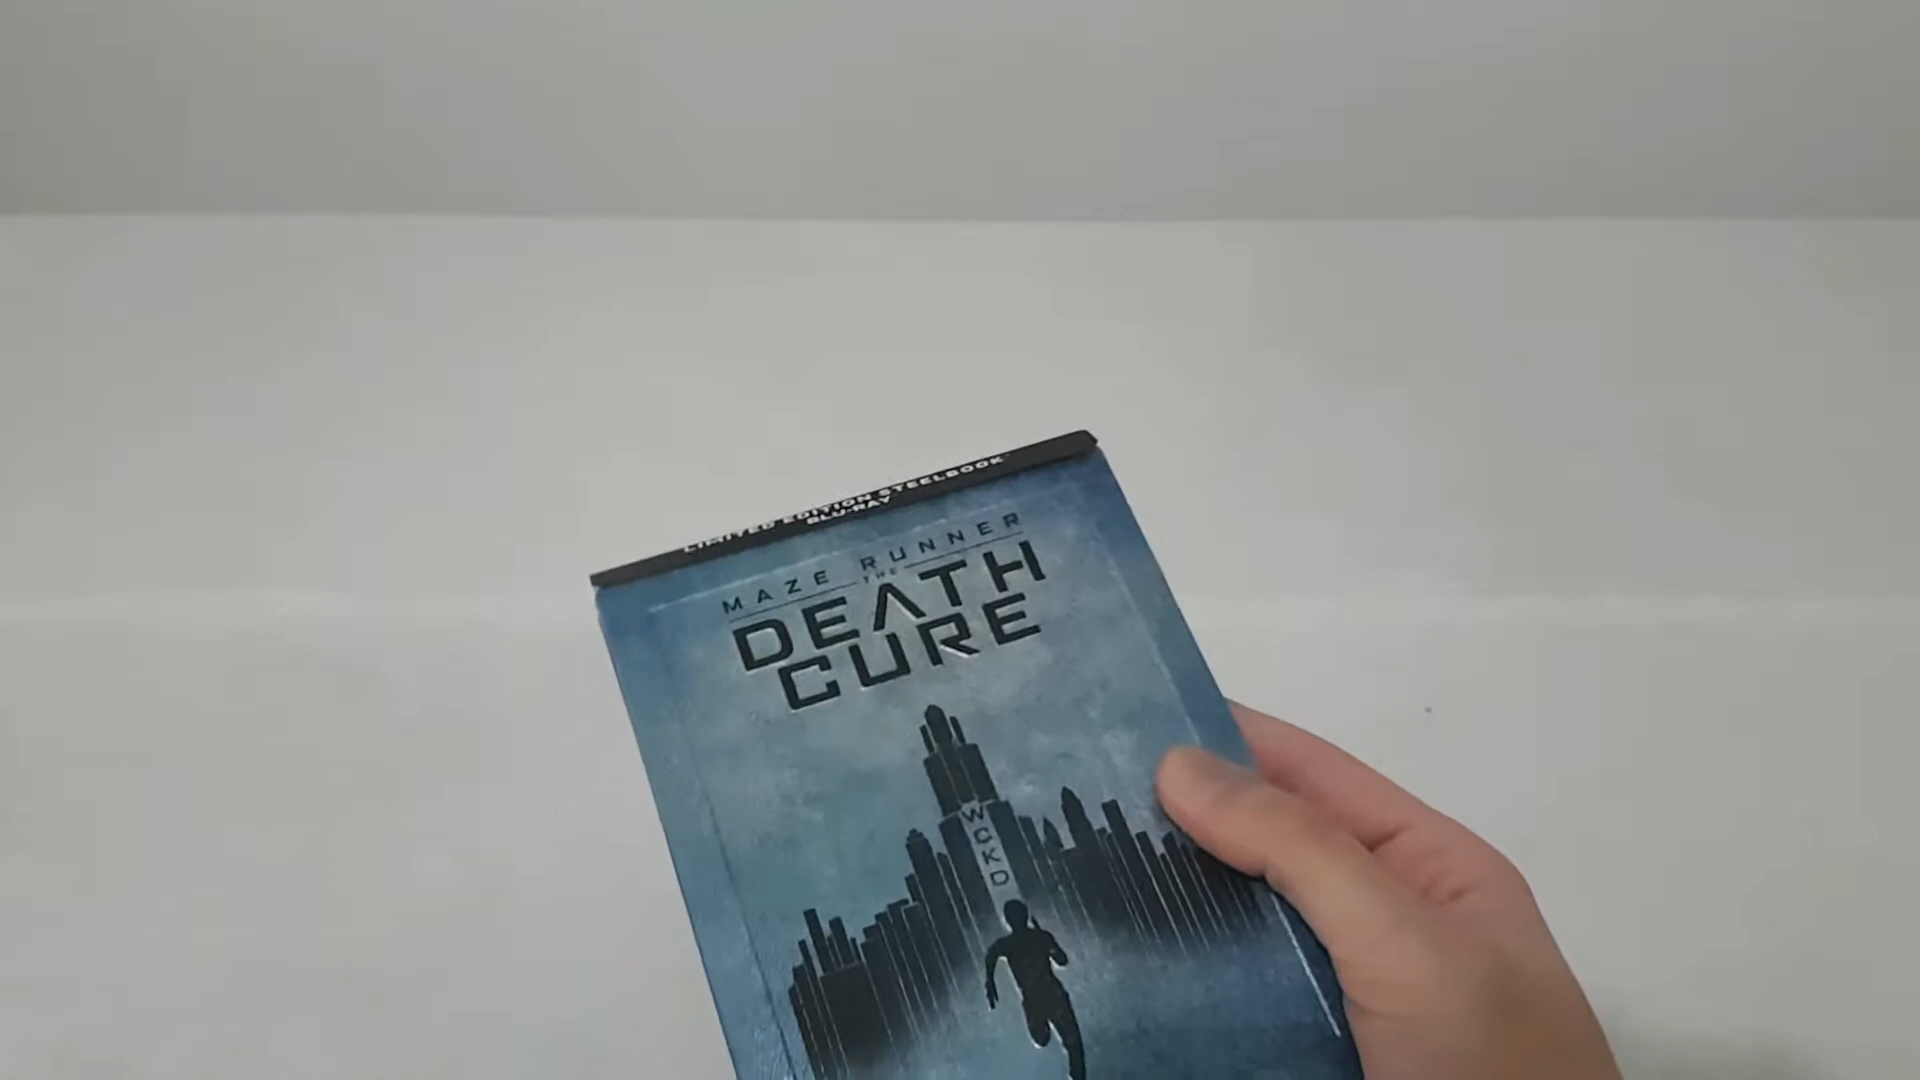 LIMITED EDITION STEELBOOK
BLU-RAY
MAZE RUNNER
THE
DEATH
CURE
WCKD